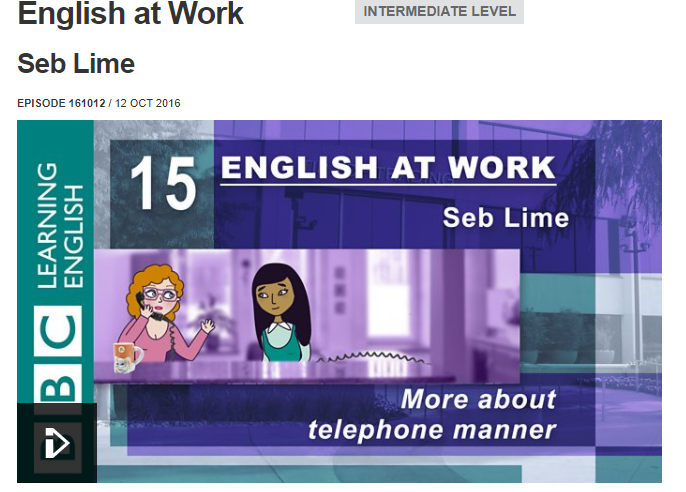 English at Work
INTERMEDIATE LEVEL
Seb Lime
EPISODE 161012 / 12 OCT 2016
BBC
LEARNING
ENGLISH
15
ENGLISH AT WORK
Seb Lime
More about
telephone manner